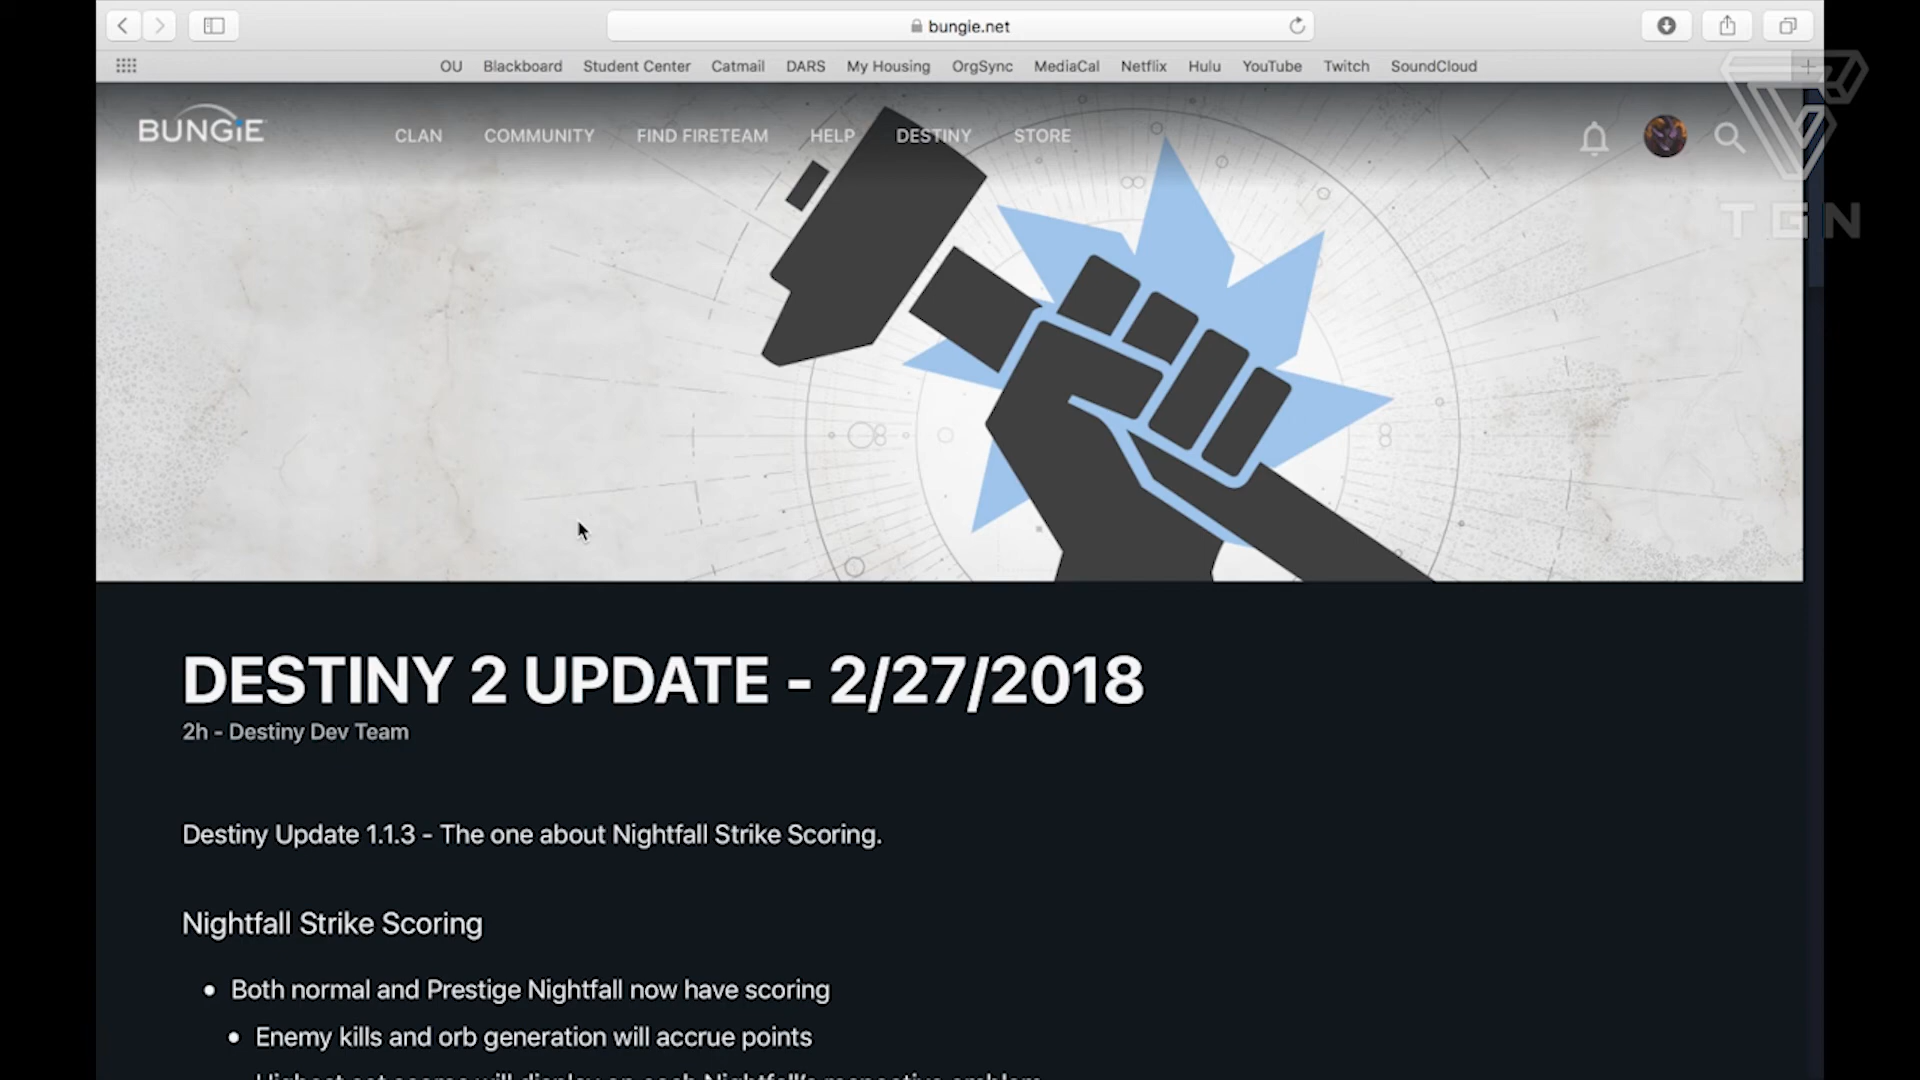 bungie.net
OU Blackboard Student Center Catmail DARS My Housing OrgSync MediaCal Netflix Hulu YouTube Twitch SoundCloud
BUNGiE CLAN COMMUNITY FIND FIRETEAM HELP DESTINY STORE
TGN
DESTINY 2 UPDATE - 2/27/2018
2h - Destiny Dev Team
Destiny Update 1.1.3 - The one about Nightfall Strike Scoring.
Nightfall Strike Scoring
• Both normal and Prestige Nightfall now have scoring
• Enemy kills and orb generation will accrue points